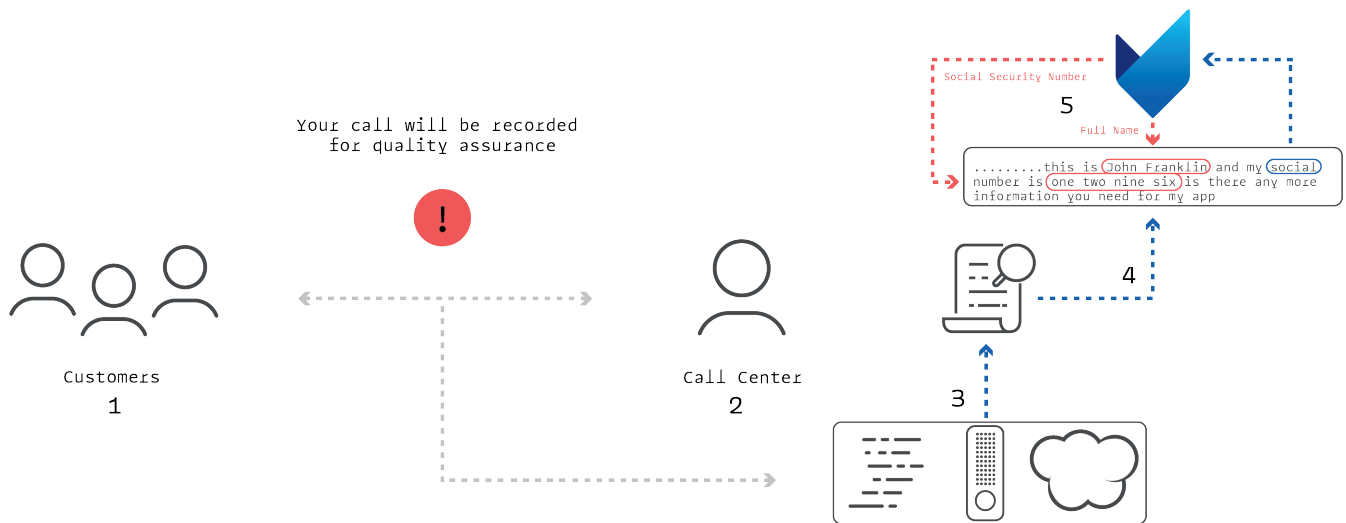 Social Security Number
5
Your call will be recorded
for quality assurance
Full Name
.........this is John Franklin and my social
number is one two nine six is there any more
information you need for my app
!
4
Customers
1
Call Center
2
3